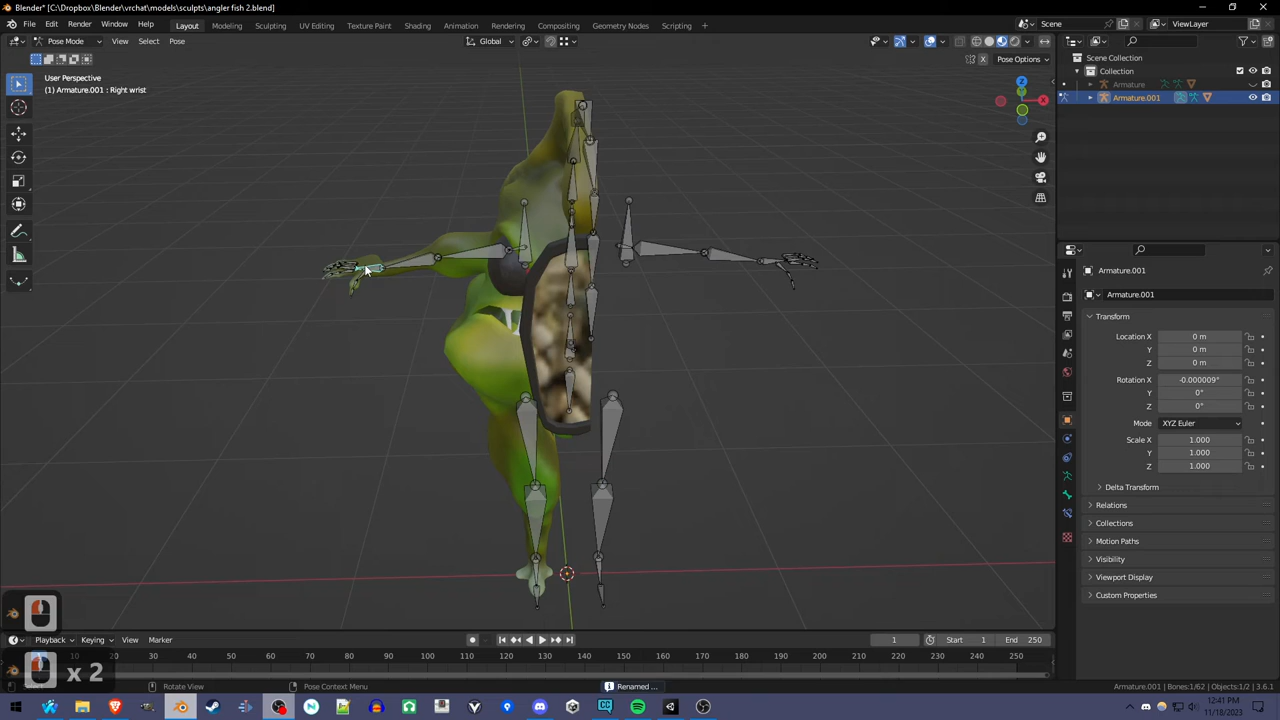 Blender* [C:\Dropbox\Blender\vrchat\models\sculpts\angler fish 2.blend]
File Edit Render Window Help Layout Modeling Sculpting UV Editing Texture Paint Shading Animation Rendering Compositing Geometry Nodes Scripting + Scene ViewLayer
Pose Mode View Select Pose Global
X Pose Options
User Perspective
(1) Armature.001 : Right wrist
Scene Collection
Collection
Armature
Armature.001
Z
X
Armature.001
Armature.001
Transform
Location X 0 m
Y 0 m
Z 0 m
Rotation X -0.000009°
Y 0°
Z 0°
Mode XYZ Euler
Scale X 1.000
Y 1.000
Z 1.000
Delta Transform
Relations
Collections
Motion Paths
Visibility
Viewport Display
Custom Properties
Playback Keying View Marker 1 Start 1 End 250
10 20 30 40 50 60 70 80 90 100 110 120 130 140 150 160 170 180 190 200 210 220 230 240 250
x 2
Rotate View Pose Context Menu Renamed ... Armature.001 | Bones:1/62 | Objects:1/2 | 3.6.1
12:41 PM
11/18/2023